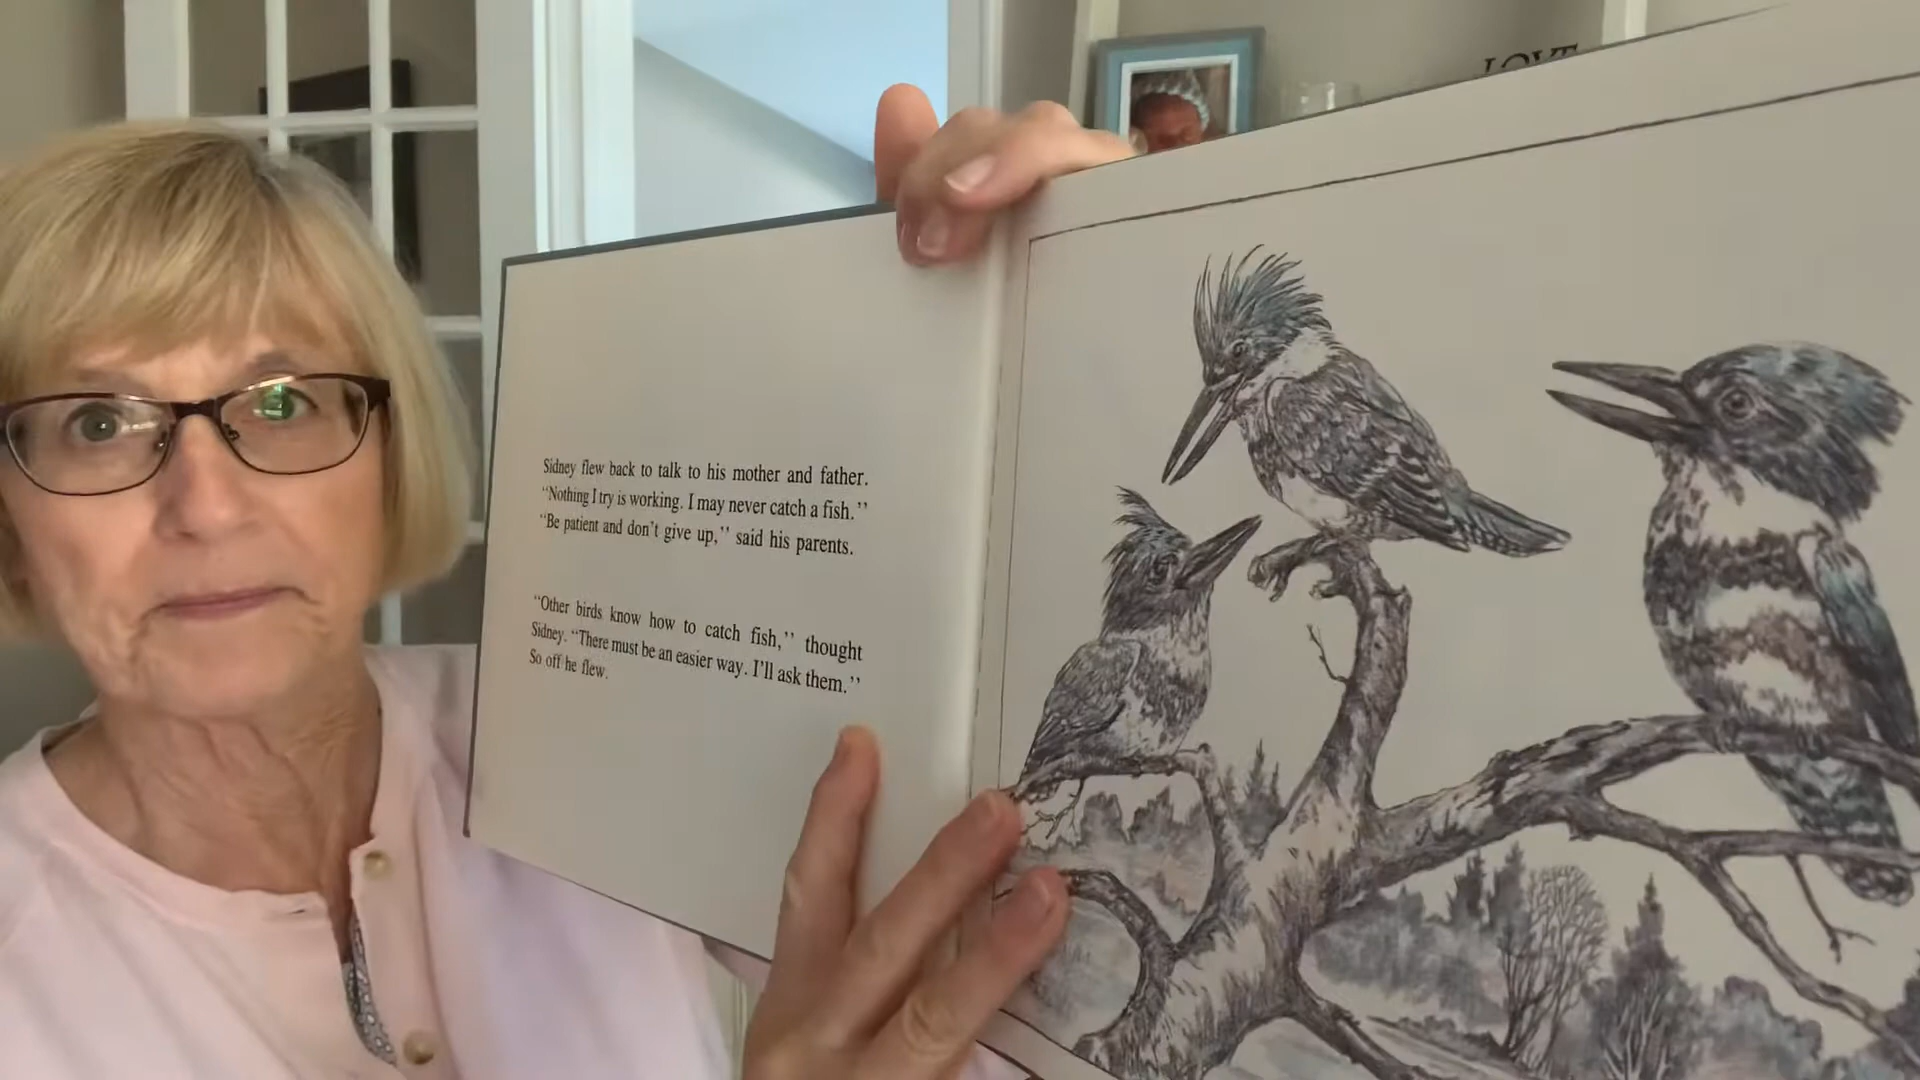 LOVE
Sidney flew back to talk to his mother and father.
“Nothing I try is working. I may never catch a fish.”
“Be patient and don’t give up,” said his parents.
“Other birds know how to catch fish,” thought
Sidney. “There must be an easier way. I’ll ask them.”
So off he flew.